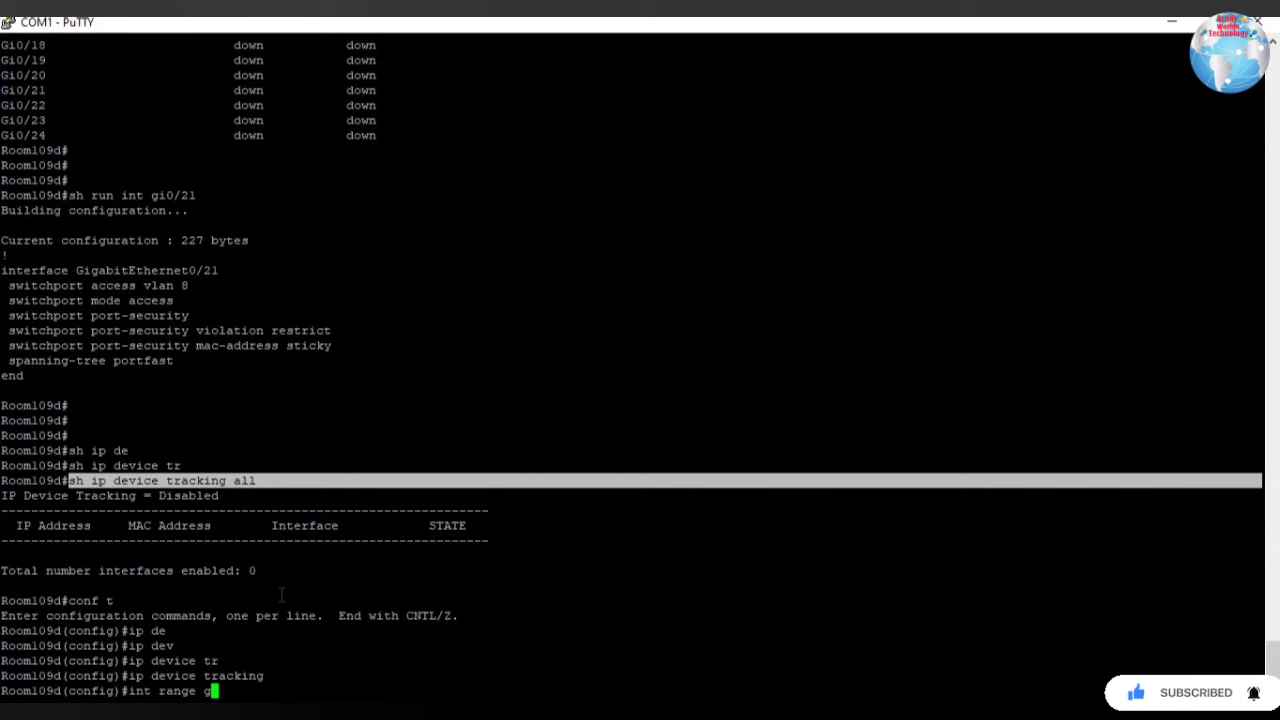 COM1 - PuTTY
Study
Worlds
Technology
Gi0/18 down down
Gi0/19 down down
Gi0/20 down down
Gi0/21 down down
Gi0/22 down down
Gi0/23 down down
Gi0/24 down down
Room109d#
Room109d#
Room109d#
Room109d#sh run int gi0/21
Building configuration...
Current configuration : 227 bytes
!
interface GigabitEthernet0/21
switchport access vlan 8
switchport mode access
switchport port-security
switchport port-security violation restrict
switchport port-security mac-address sticky
spanning-tree portfast
end
Room109d#
Room109d#
Room109d#
Room109d#sh ip de
Room109d#sh ip device tr
Room109d#sh ip device tracking all
IP Device Tracking = Disabled
-----------------------------------------------------------------
IP Address MAC Address Interface STATE
-----------------------------------------------------------------
Total number interfaces enabled: 0
Room109d#conf t
Enter configuration commands, one per line. End with CNTL/Z.
Room109d(config)#ip de
Room109d(config)#ip dev
Room109d(config)#ip device tr
Room109d(config)#ip device tracking
Room109d(config)#int range g
SUBSCRIBED